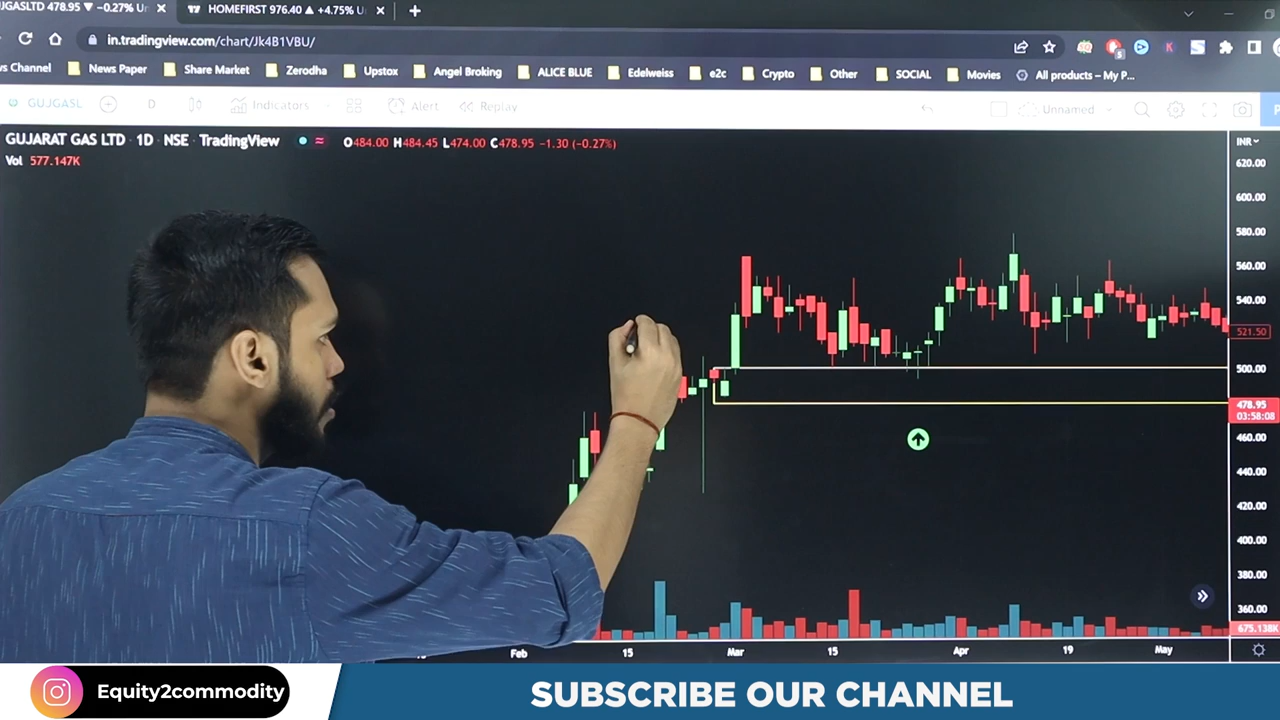 JGASLTD 478.95 ▼ −0.27% Un
HOMEFIRST 976.40 ▲ +4.75% U
in.tradingview.com/chart/Jk4B1VBU/
vs Channel News Paper Share Market Zerodha Upstox Angel Broking ALICE BLUE Edelweiss e2c Crypto Other SOCIAL Movies All products – My P...
GUJGASL D Indicators Alert Replay Unnamed
GUJARAT GAS LTD · 1D · NSE · TradingView O484.00 H484.45 L474.00 C478.95 −1.30 (−0.27%)
Vol 577.147K
INR
620.00
600.00
580.00
560.00
540.00
521.50
500.00
478.95
03:58:08
460.00
440.00
420.00
400.00
380.00
360.00
675.138K
Feb 15 Mar 15 Apr 19 May
Equity2commodity
SUBSCRIBE OUR CHANNEL